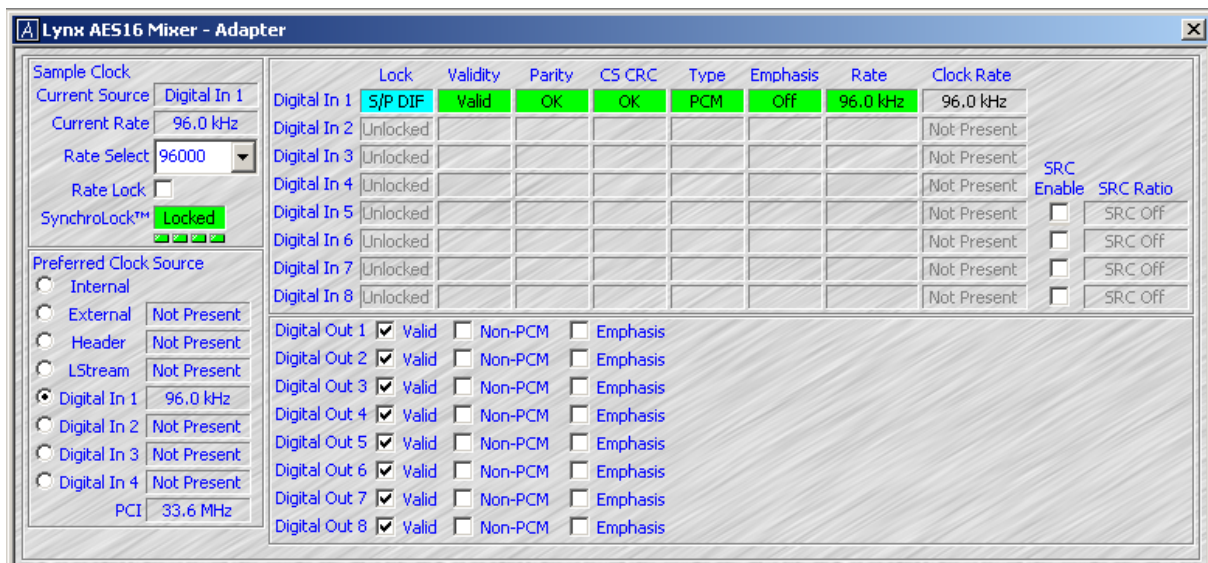 Lynx AES16 Mixer - Adapter
Sample Clock
Current Source Digital In 1
Current Rate 96.0 kHz
Rate Select 96000
Rate Lock
SynchroLock™ Locked
Preferred Clock Source
Internal
External Not Present
Header Not Present
LStream Not Present
Digital In 1 96.0 kHz
Digital In 2 Not Present
Digital In 3 Not Present
Digital In 4 Not Present
PCI 33.6 MHz
Lock Validity Parity CS CRC Type Emphasis Rate Clock Rate
Digital In 1 S/P DIF Valid OK OK PCM Off 96.0 kHz 96.0 kHz
Digital In 2 Unlocked Not Present
Digital In 3 Unlocked Not Present
SRC
Digital In 4 Unlocked Not Present Enable SRC Ratio
Digital In 5 Unlocked Not Present SRC Off
Digital In 6 Unlocked Not Present SRC Off
Digital In 7 Unlocked Not Present SRC Off
Digital In 8 Unlocked Not Present SRC Off
Digital Out 1 Valid Non-PCM Emphasis
Digital Out 2 Valid Non-PCM Emphasis
Digital Out 3 Valid Non-PCM Emphasis
Digital Out 4 Valid Non-PCM Emphasis
Digital Out 5 Valid Non-PCM Emphasis
Digital Out 6 Valid Non-PCM Emphasis
Digital Out 7 Valid Non-PCM Emphasis
Digital Out 8 Valid Non-PCM Emphasis